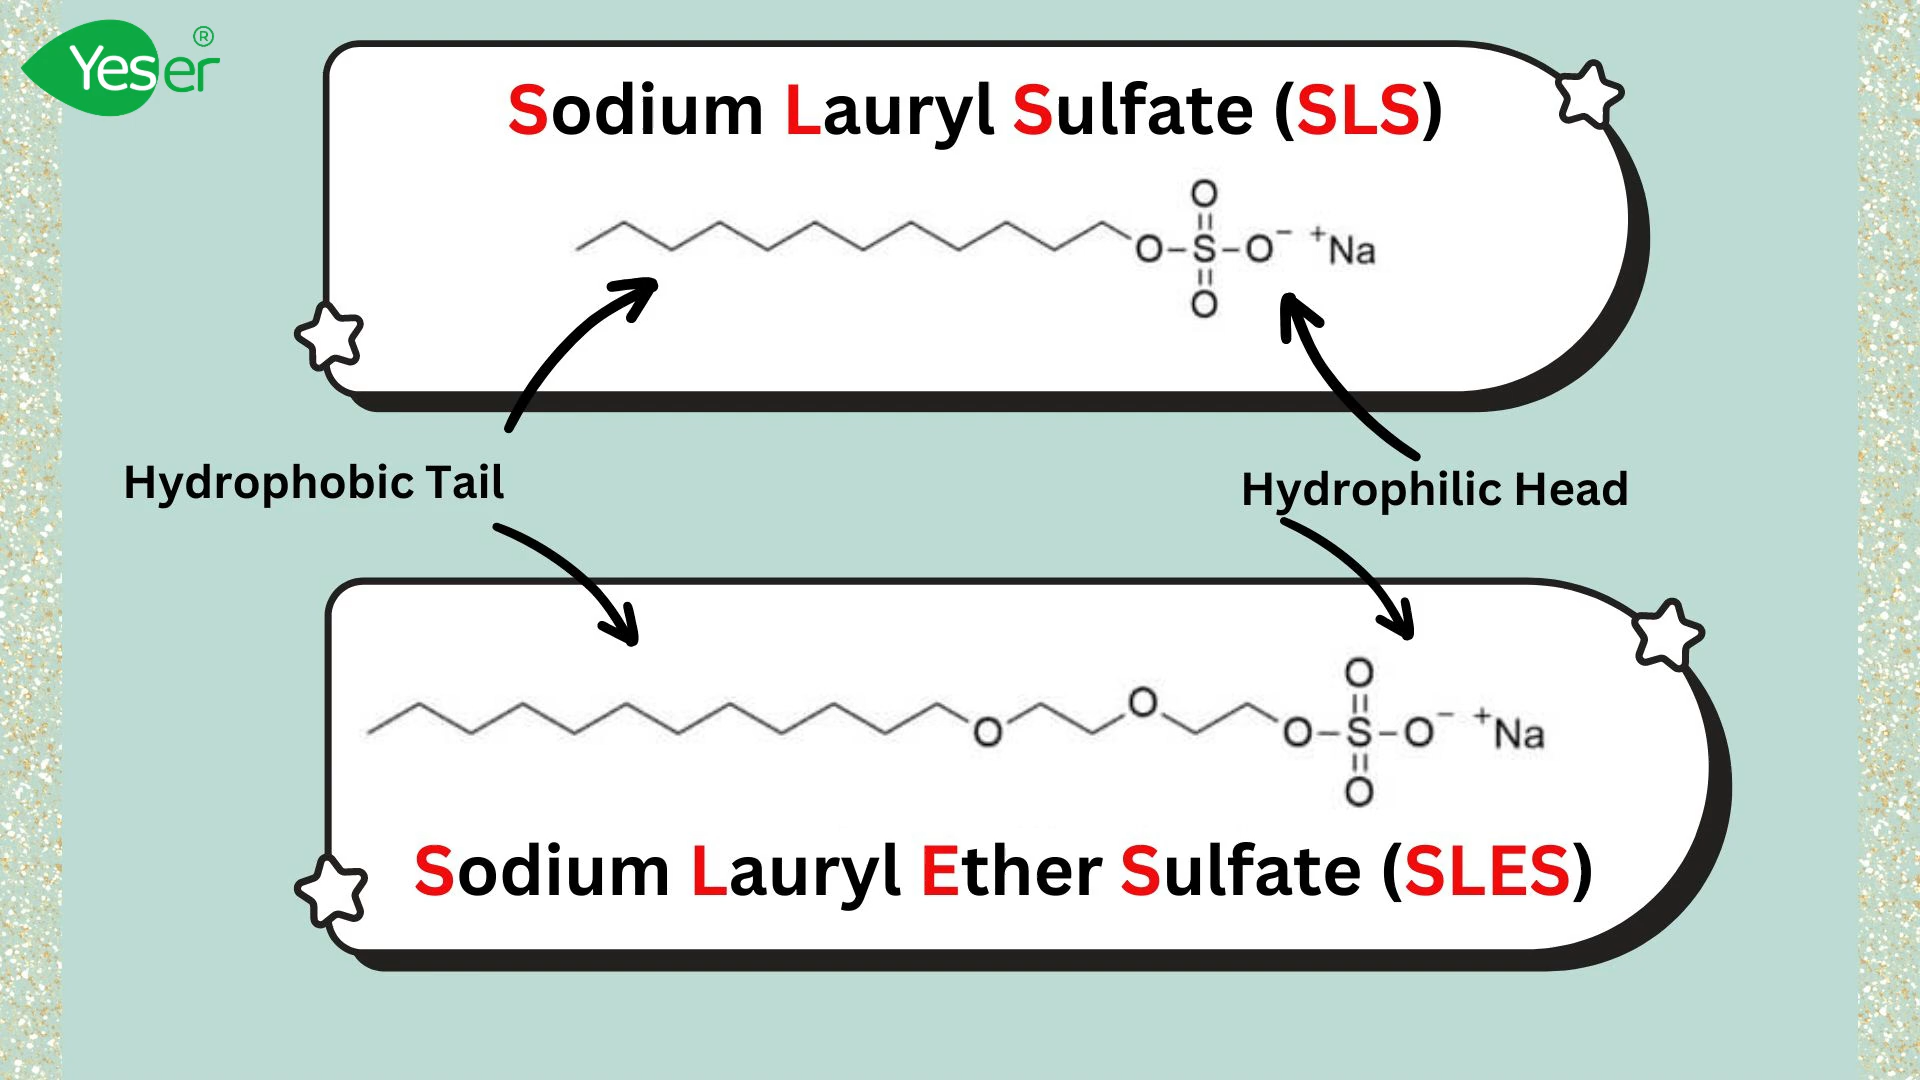 Yeser®
Sodium Lauryl Sulfate (SLS)
O
O–S–O⁻ ⁺Na
O
Hydrophobic Tail
Hydrophilic Head
O
O
O
O–S–O⁻ ⁺Na
O
Sodium Lauryl Ether Sulfate (SLES)